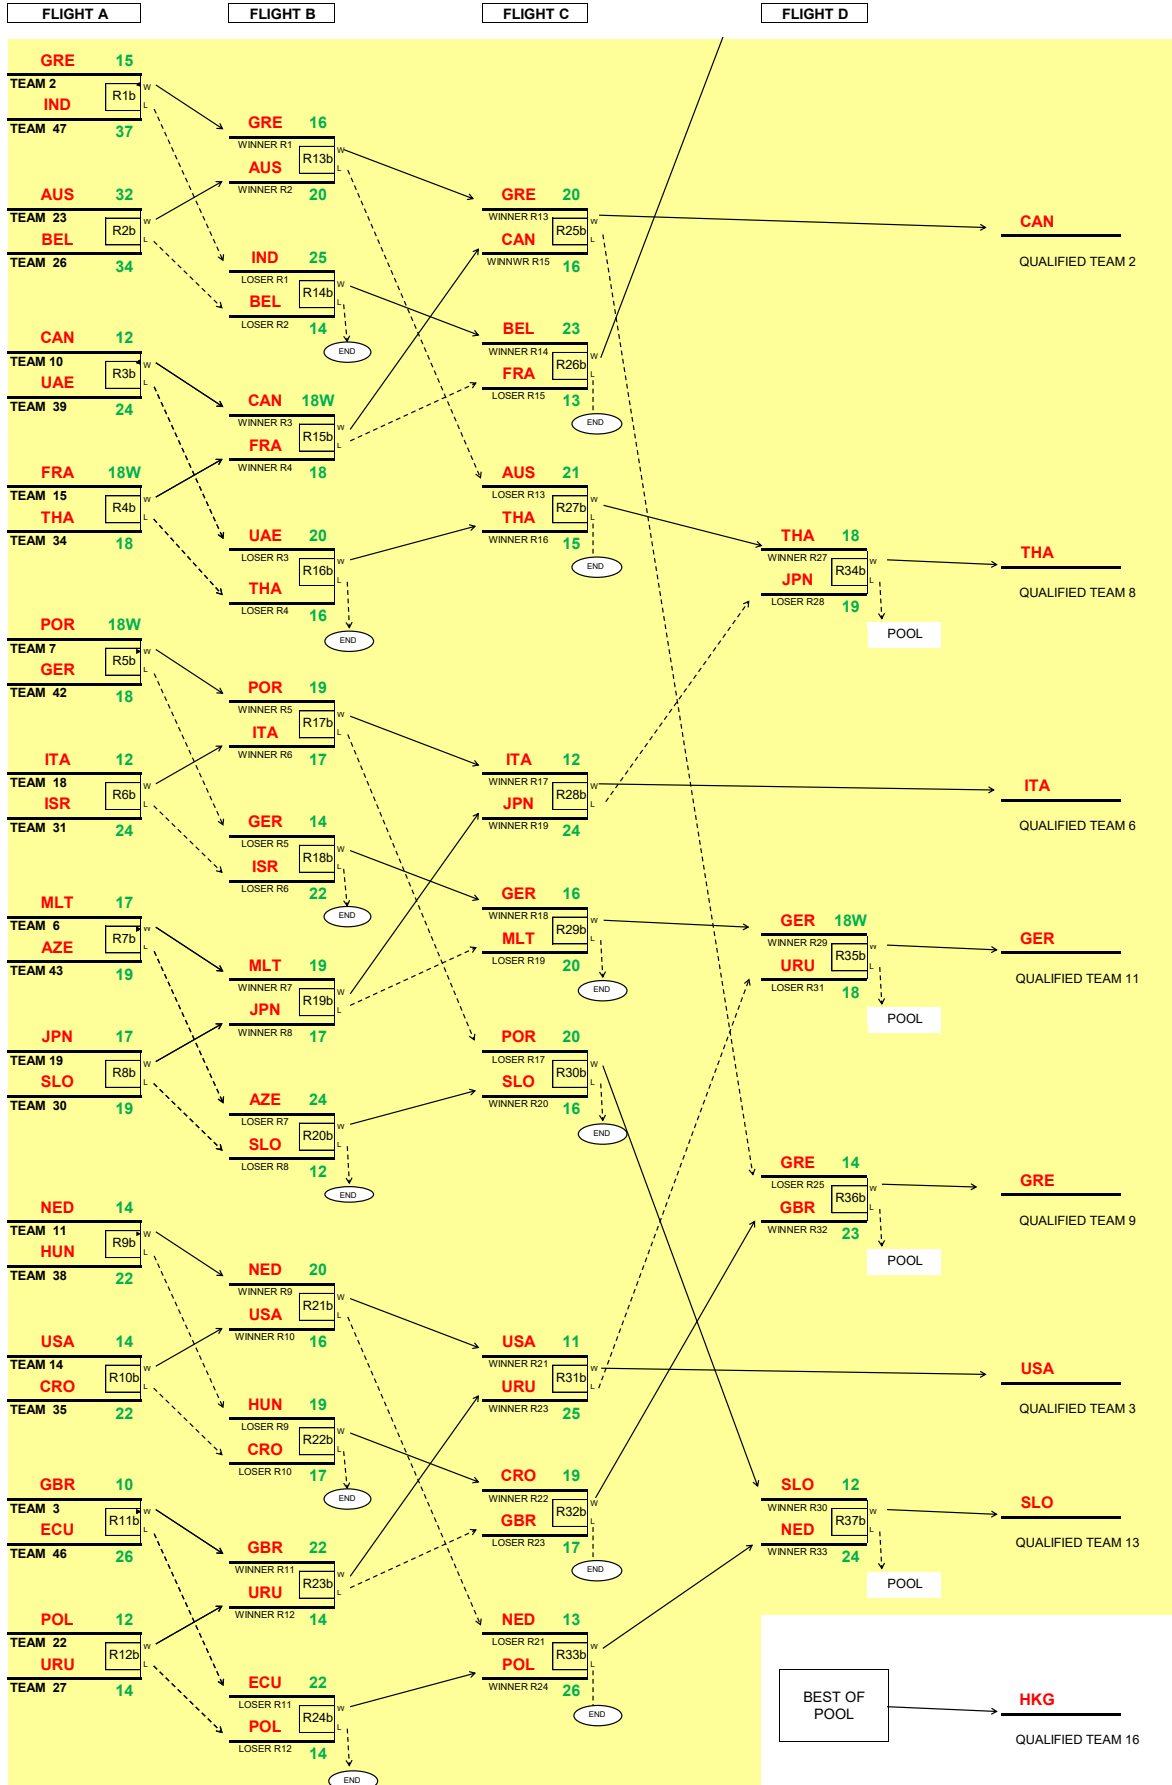 FLIGHT A
FLIGHT B
FLIGHT C
FLIGHT D
GRE 15
TEAM 2
R1b
W
L
IND
TEAM 47
37
AUS 32
TEAM 23
R2b
W
L
BEL
TEAM 26
34
CAN 12
TEAM 10
R3b
W
L
UAE
TEAM 39
24
FRA 18W
TEAM 15
R4b
W
L
THA
TEAM 34
18
POR 18W
TEAM 7
R5b
W
L
GER
TEAM 42
18
ITA 12
TEAM 18
R6b
W
L
ISR
TEAM 31
24
MLT 17
TEAM 6
R7b
W
L
AZE
TEAM 43
19
JPN 17
TEAM 19
R8b
W
L
SLO
TEAM 30
19
NED 14
TEAM 11
R9b
W
L
HUN
TEAM 38
22
USA 14
TEAM 14
R10b
W
L
CRO
TEAM 35
22
GBR 10
TEAM 3
R11b
W
L
ECU
TEAM 46
26
POL 12
TEAM 22
R12b
W
L
URU
TEAM 27
14
GRE 16
WINNER R1
R13b
W
L
AUS
WINNER R2
20
IND 25
LOSER R1
R14b
W
L
BEL
LOSER R2
14
END
CAN 18W
WINNER R3
R15b
W
L
FRA
WINNER R4
18
UAE 20
LOSER R3
R16b
W
L
THA
LOSER R4
16
END
POR 19
WINNER R5
R17b
W
L
ITA
WINNER R6
17
GER 14
LOSER R5
R18b
W
L
ISR
LOSER R6
22
END
MLT 19
WINNER R7
R19b
W
L
JPN
WINNER R8
17
AZE 24
LOSER R7
R20b
W
L
SLO
LOSER R8
12
END
NED 20
WINNER R9
R21b
W
L
USA
WINNER R10
16
HUN 19
LOSER R9
R22b
W
L
CRO
LOSER R10
17
END
GBR 22
WINNER R11
R23b
W
L
URU
WINNER R12
14
ECU 22
LOSER R11
R24b
W
L
POL
LOSER R12
14
END
GRE 20
WINNER R13
R25b
W
L
CAN
WINNWR R15
16
BEL 23
WINNER R14
R26b
W
L
FRA
LOSER R15
13
END
AUS 21
LOSER R13
R27b
W
L
THA
WINNER R16
15
END
ITA 12
WINNER R17
R28b
W
L
JPN
WINNER R19
24
GER 16
WINNER R18
R29b
W
L
MLT
LOSER R19
20
END
POR 20
LOSER R17
R30b
W
L
SLO
WINNER R20
16
END
USA 11
WINNER R21
R31b
W
L
URU
WINNER R23
25
CRO 19
WINNER R22
R32b
W
L
GBR
LOSER R23
17
END
NED 13
LOSER R21
R33b
W
L
POL
WINNER R24
26
END
THA 18
WINNER R27
R34b
W
L
JPN
LOSER R28
19
POOL
GER 18W
WINNER R29
R35b
W
L
URU
LOSER R31
18
POOL
GRE 14
LOSER R25
R36b
W
L
GBR
WINNER R32
23
POOL
SLO 12
WINNER R30
R37b
W
L
NED
WINNER R33
24
POOL
BEST OF
POOL
CAN
QUALIFIED TEAM 2
THA
QUALIFIED TEAM 8
ITA
QUALIFIED TEAM 6
GER
QUALIFIED TEAM 11
GRE
QUALIFIED TEAM 9
USA
QUALIFIED TEAM 3
SLO
QUALIFIED TEAM 13
HKG
QUALIFIED TEAM 16